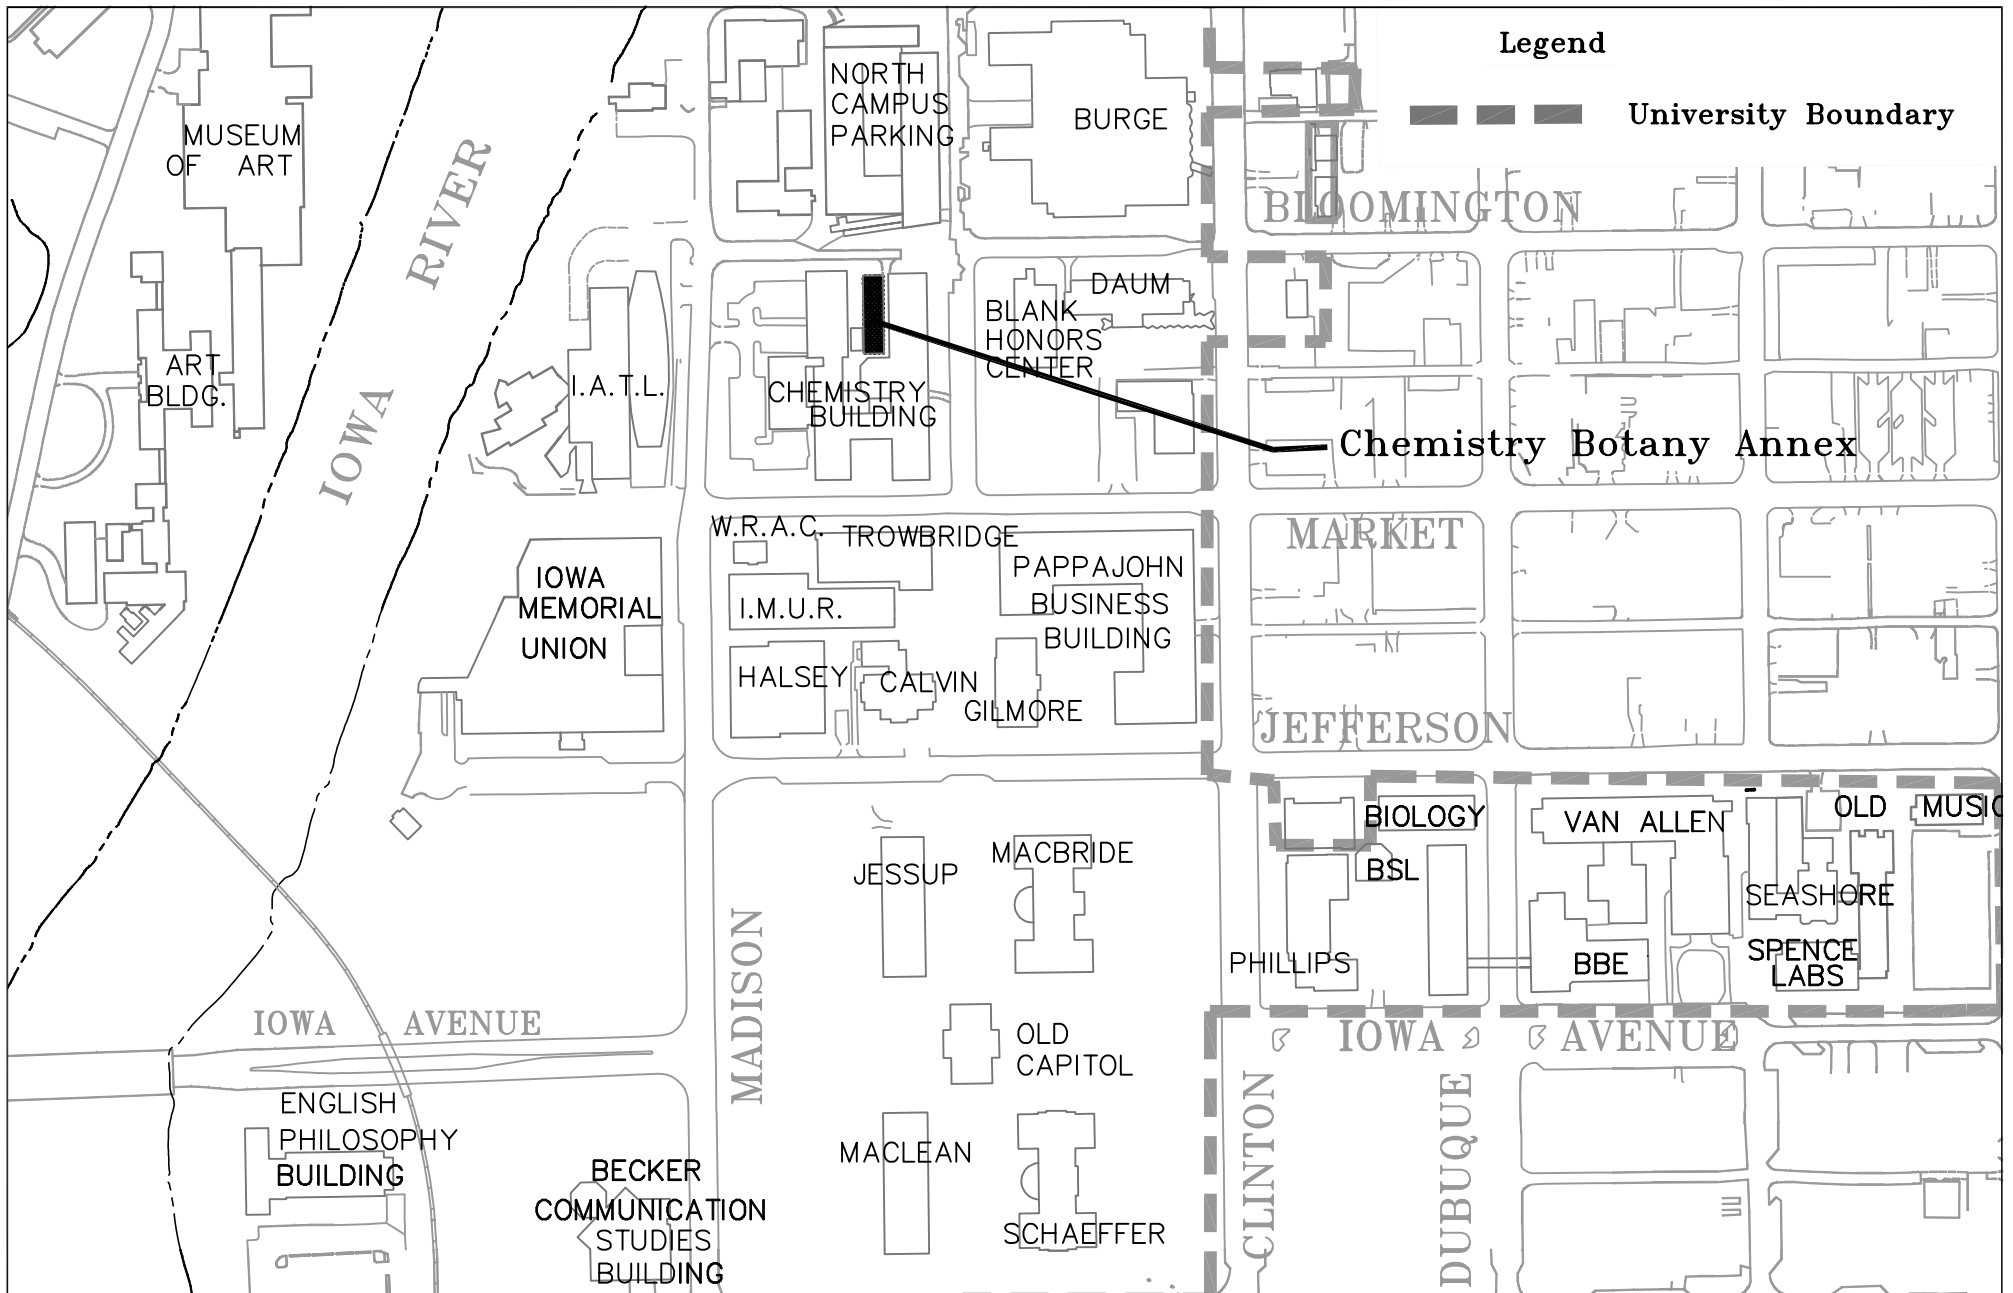 Legend
University Boundary
NORTH
CAMPUS
PARKING
BURGE
MUSEUM
OF ART
IOWA RIVER
BLOOMINGTON
DAUM
BLANK
HONORS
CENTER
ART
BLDG.
I.A.T.L.
CHEMISTRY
BUILDING
Chemistry Botany Annex
W.R.A.C.
TROWBRIDGE
MARKET
PAPPAJOHN
BUSINESS
BUILDING
IOWA
MEMORIAL
UNION
I.M.U.R.
HALSEY
CALVIN
GILMORE
JEFFERSON
BIOLOGY
VAN ALLEN
OLD MUSIC
JESSUP
MACBRIDE
BSL
SEASHORE
PHILLIPS
BBE
SPENCE
LABS
MADISON
IOWA AVENUE
IOWA AVENUE
OLD
CAPITOL
CLINTON
DUBUQUE
ENGLISH
PHILOSOPHY
BUILDING
MACLEAN
BECKER
COMMUNICATION
STUDIES
BUILDING
SCHAEFFER